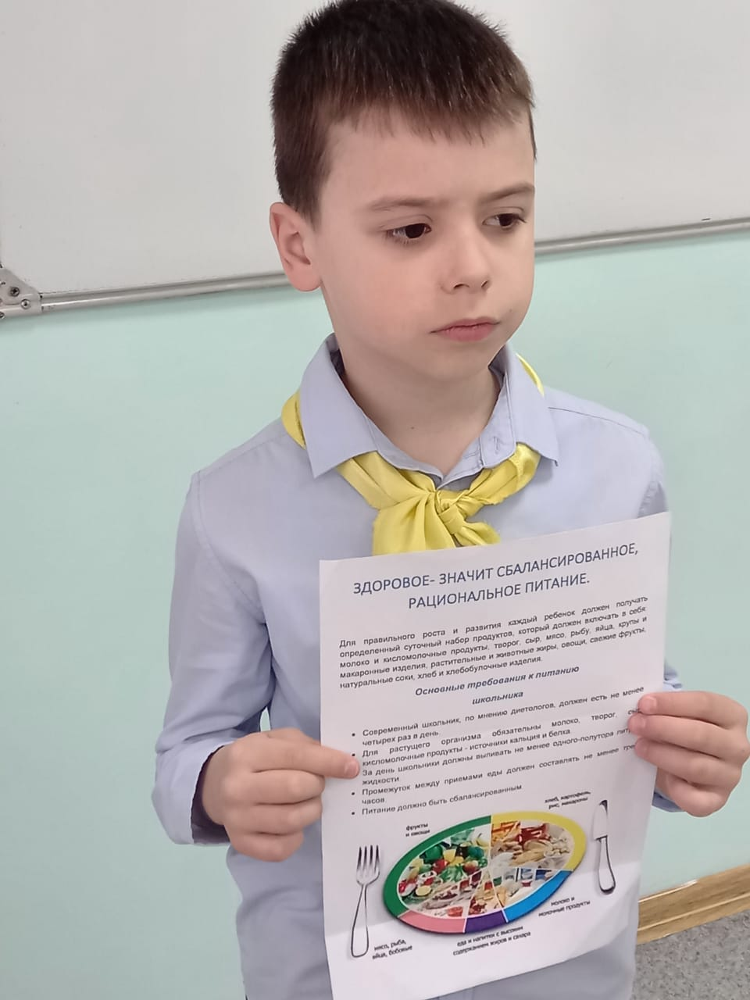 ЗДОРОВОЕ- ЗНАЧИТ СБАЛАНСИРОВАННОЕ,
РАЦИОНАЛЬНОЕ ПИТАНИЕ.
Для правильного роста и развития каждый ребенок должен получать
определенный суточный набор продуктов, который должен включать в себя:
молоко и кисломолочные продукты, творог, сыр, мясо, рыбу, яйца, крупы и
макаронные изделия, растительные и животные жиры, овощи, свежие фрукты,
натуральные соки, хлеб и хлебобулочные изделия.
Основные требования к питанию
школьника
• Современный школьник, по мнению диетологов, должен есть не менее
четырех раз в день.
• Для растущего организма обязательны молоко, творог, сыр,
кисломолочные продукты - источники кальция и белка.
За день школьники должны выпивать не менее одного-полутора
жидкости.
• Промежуток между приемами еды должен составлять не менее
часов.
• Питание должно быть сбалансированным.
фрукты
и овощи
хлеб, картофель,
рис, макароны
молоко и
молочные продукты
еда и напитки с высоким
содержанием жиров и сахара
мясо, рыба,
яйца, бобовые